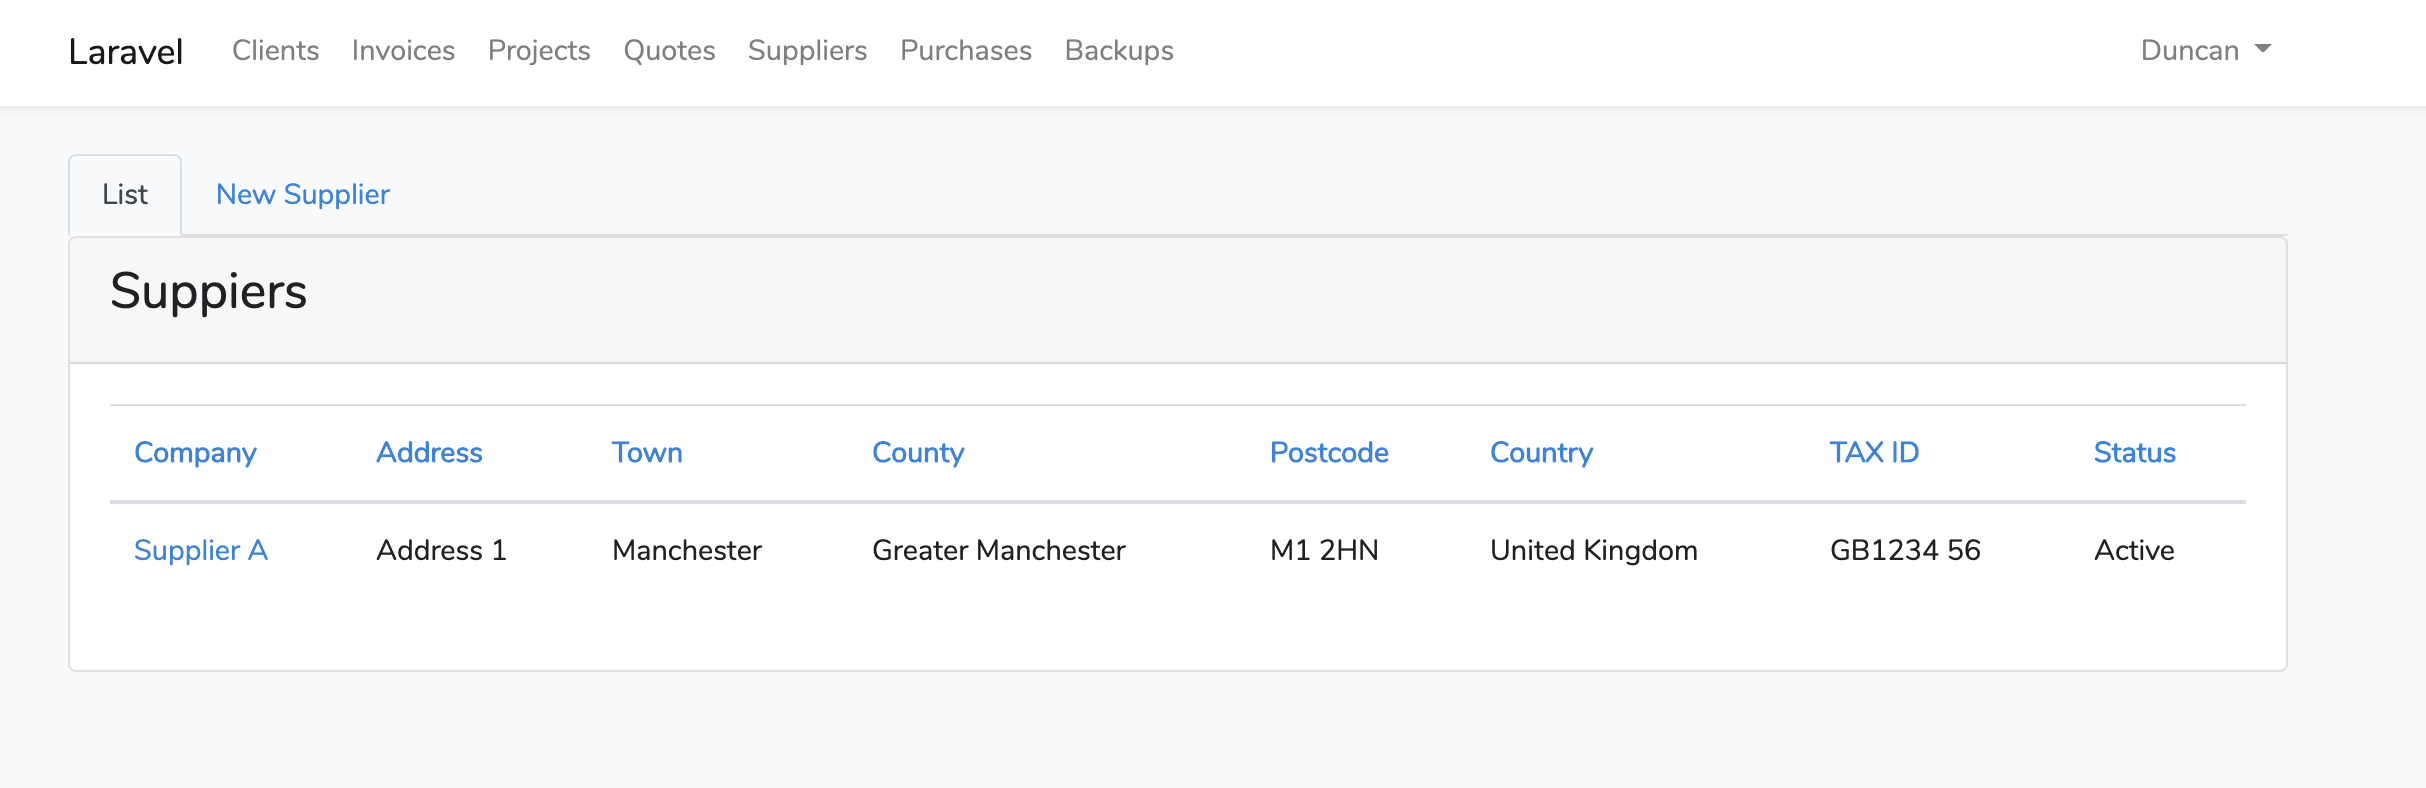 Laravel Clients Invoices Projects Quotes Suppliers Purchases Backups Duncan
List New Supplier
Suppiers
Company Address Town County Postcode Country TAX ID Status
Supplier A Address 1 Manchester Greater Manchester M1 2HN United Kingdom GB1234 56 Active